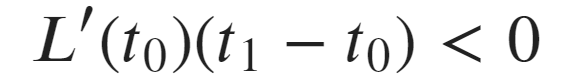 L′(t₀)(t₁ − t₀) < 0